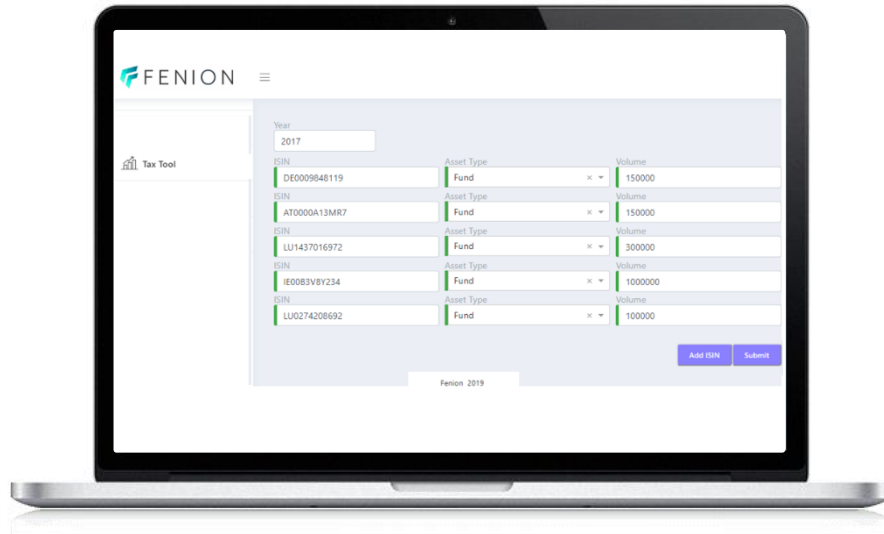 FENION
Year
2017
Tax Tool
ISIN Asset Type Volume
DE0009848119 Fund × 150000
ISIN Asset Type Volume
AT0000A13MR7 Fund × 150000
ISIN Asset Type Volume
LU1437016972 Fund × 300000
ISIN Asset Type Volume
IE00B3V8Y234 Fund × 1000000
ISIN Asset Type Volume
LU0274208692 Fund × 100000
Add ISIN Submit
Fenion 2019